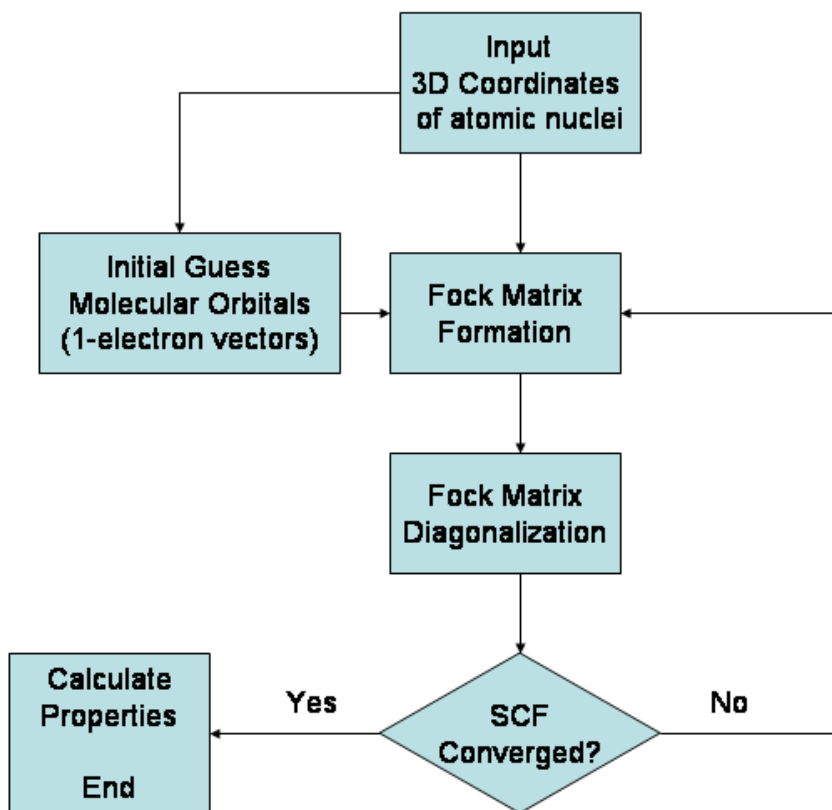 Input
3D Coordinates
of atomic nuclei
Initial Guess
Molecular Orbitals
(1-electron vectors)
Fock Matrix
Formation
Fock Matrix
Diagonalization
SCF
Converged?
Yes
No
Calculate
Properties
End